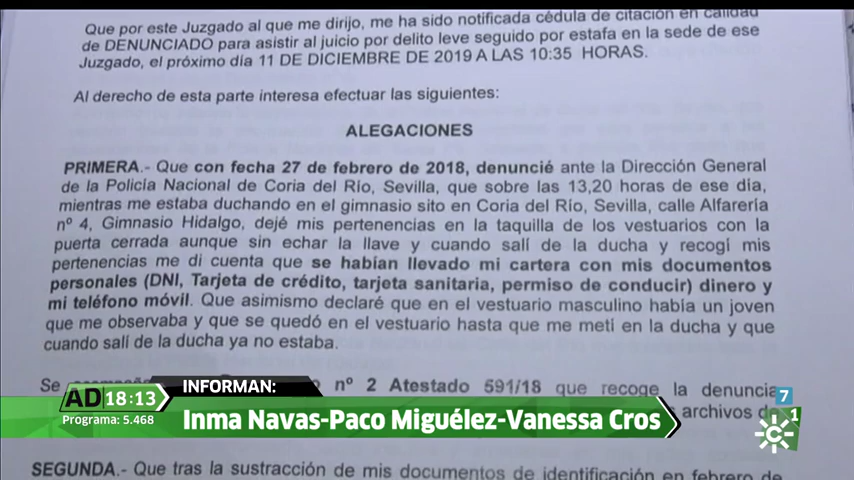 Que por este Juzgado al que me dirijo, me ha sido notificada cédula de citación en calidad
de DENUNCIADO para asistir al juicio por delito leve seguido por estafa en la sede de ese
Juzgado, el próximo día 11 DE DICIEMBRE DE 2019 A LAS 10:35 HORAS.
Al derecho de esta parte interesa efectuar las siguientes:
ALEGACIONES
PRIMERA.- Que con fecha 27 de febrero de 2018, denuncié ante la Dirección General
de la Policía Nacional de Coria del Río, Sevilla, que sobre las 13,20 horas de ese día,
mientras me estaba duchando en el gimnasio sito en Coria del Río, Sevilla, calle Alfarería
nº 4, Gimnasio Hidalgo, dejé mis pertenencias en la taquilla de los vestuarios con la
puerta cerrada aunque sin echar la llave y cuando salí de la ducha y recogí mis
pertenencias me di cuenta que se habían llevado mi cartera con mis documentos
personales (DNI, Tarjeta de crédito, tarjeta sanitaria, permiso de conducir) dinero y
mi teléfono móvil. Que asimismo declaré que en el vestuario masculino había un joven
que me observaba y que se quedó en el vestuario hasta que me metí en la ducha y que
cuando salí de la ducha ya no estaba.
Se nº 2 Atestado 591/18 que recoge la denuncia
archivos de
SEGUNDA.- Que tras la sustracción de mis documentos de identificación en febrero de
AD 18:13
Programa: 5.468
INFORMAN:
Inma Navas-Paco Miguélez-Vanessa Cros
7
1